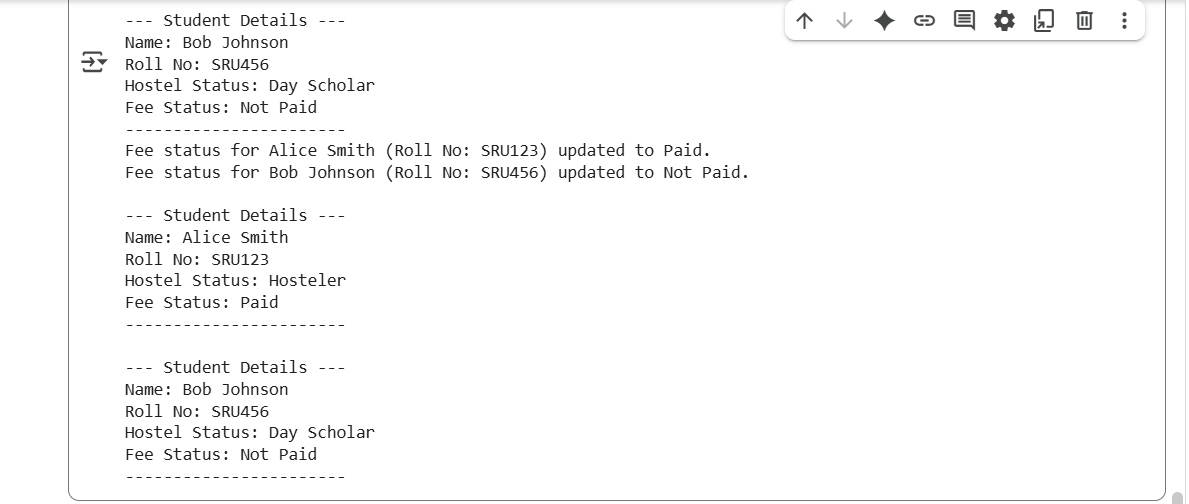 --- Student Details ---
Name: Bob Johnson
Roll No: SRU456
Hostel Status: Day Scholar
Fee Status: Not Paid
-----------------------
Fee status for Alice Smith (Roll No: SRU123) updated to Paid.
Fee status for Bob Johnson (Roll No: SRU456) updated to Not Paid.

--- Student Details ---
Name: Alice Smith
Roll No: SRU123
Hostel Status: Hosteler
Fee Status: Paid
-----------------------

--- Student Details ---
Name: Bob Johnson
Roll No: SRU456
Hostel Status: Day Scholar
Fee Status: Not Paid
-----------------------